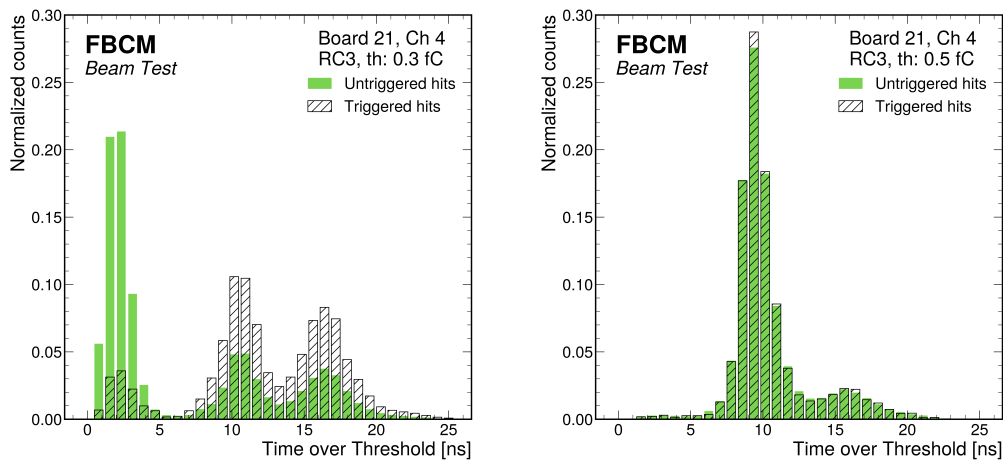 FBCM
Beam Test
Board 21, Ch 4
RC3, th: 0.3 fC
Untriggered hits
Triggered hits
Normalized counts
0.30
0.25
0.20
0.15
0.10
0.05
0.00
0 5 10 15 20 25
Time over Threshold [ns]
FBCM
Beam Test
Board 21, Ch 4
RC3, th: 0.5 fC
Untriggered hits
Triggered hits
Normalized counts
0.30
0.25
0.20
0.15
0.10
0.05
0.00
0 5 10 15 20 25
Time over Threshold [ns]